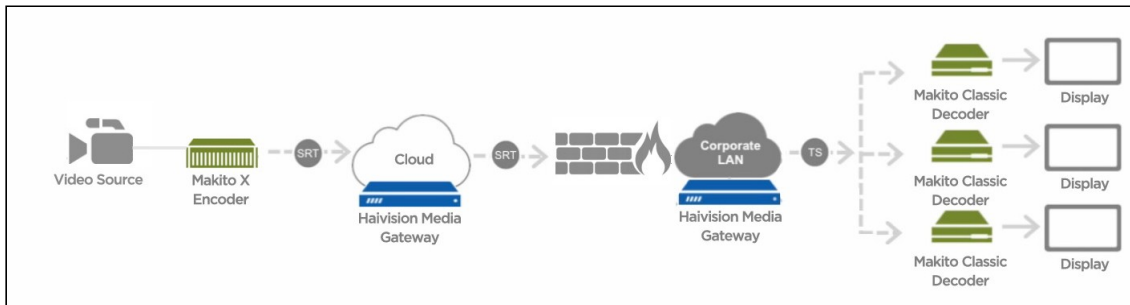 Video Source
Makito X
Encoder
SRT
Cloud
Haivision Media
Gateway
SRT
Corporate
LAN
Haivision Media
Gateway
TS
Makito Classic
Decoder
Display
Makito Classic
Decoder
Display
Makito Classic
Decoder
Display